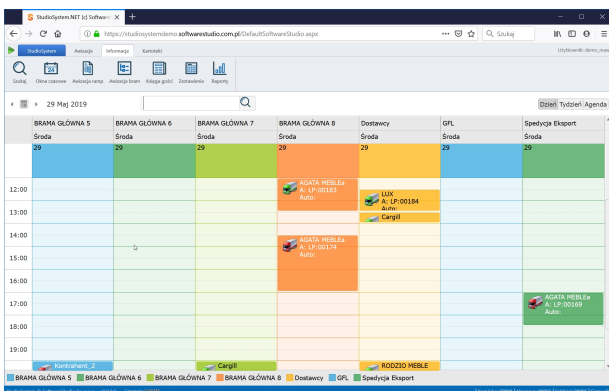 StudioSystem.NET (c) Software
https://studiosystemdemo.softwarestudio.com.pl/DefaultSoftwareStudio.aspx
Szukaj
StudioSystem Awizacje Informacje Kartoteki
Użytkownik: demo_maw
Szukaj Okna czasowe Awizacja ramp Awizacja bram Księga gości Zestawienie Raporty
29 Maj 2019
Dzień Tydzień Agenda
BRAMA GŁÓWNA 5 BRAMA GŁÓWNA 6 BRAMA GŁÓWNA 7 BRAMA GŁÓWNA 8 Dostawcy GFL Spedycja Eksport
Środa Środa Środa Środa Środa Środa Środa
29 29 29 29 29 29 29
12:00
AGATA MEBLEa
A: LP:00183
Auto:
LUX
A: LP:00184
Auto:
13:00
Cargill
14:00
AGATA MEBLEa
A: LP:00174
Auto:
15:00
16:00
17:00
AGATA MEBLEa
A: LP:00169
Auto:
18:00
19:00
Kontrahent_2 Cargill RODZIO MEBLE
BRAMA GŁÓWNA 5 BRAMA GŁÓWNA 6 BRAMA GŁÓWNA 7 BRAMA GŁÓWNA 8 Dostawcy GFL Spedycja Eksport